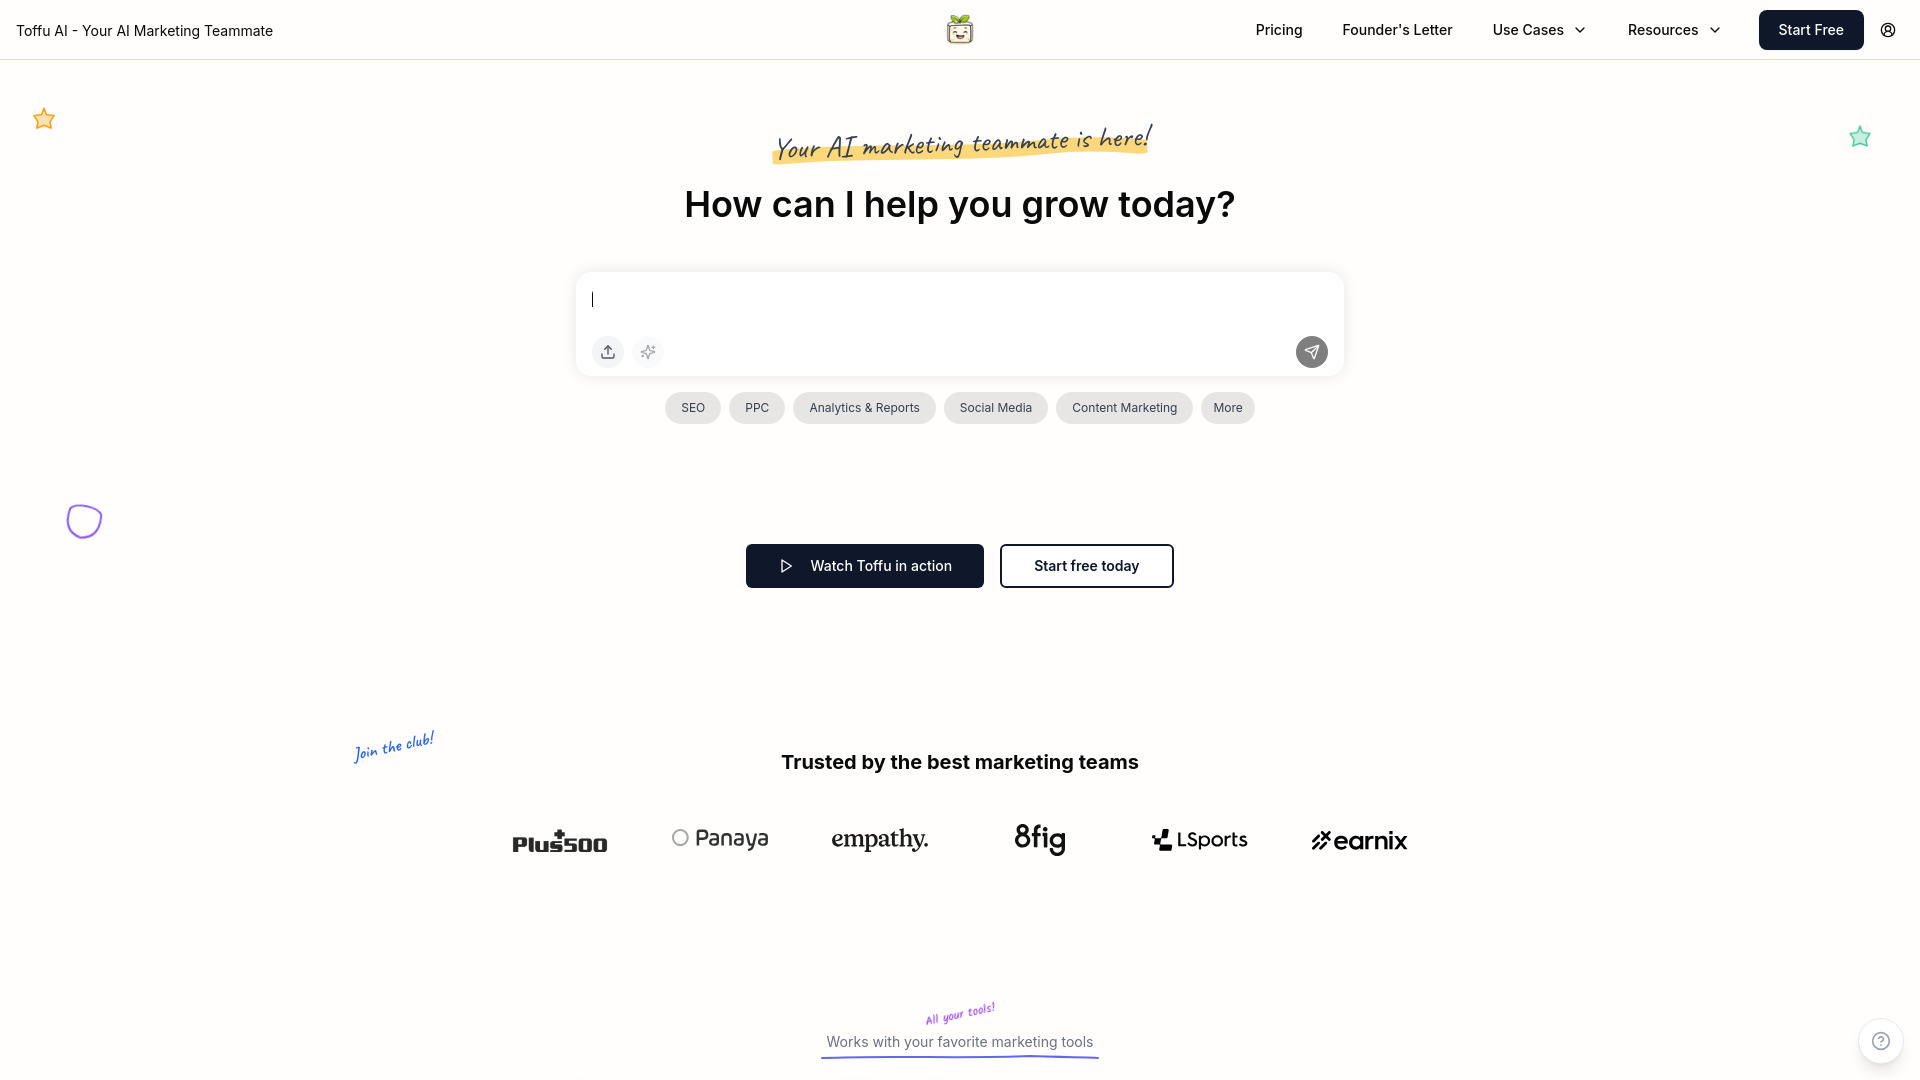 Toffu AI - Your AI Marketing Teammate
Pricing
Founder's Letter
Use Cases
Resources
Start Free
Your AI marketing teammate is here!
How can I help you grow today?
SEO
PPC
Analytics & Reports
Social Media
Content Marketing
More
Watch Toffu in action
Start free today
Join the club!
Trusted by the best marketing teams
Plus500
Panaya
empathy.
8fig
LSports
earnix
All your tools!
Works with your favorite marketing tools